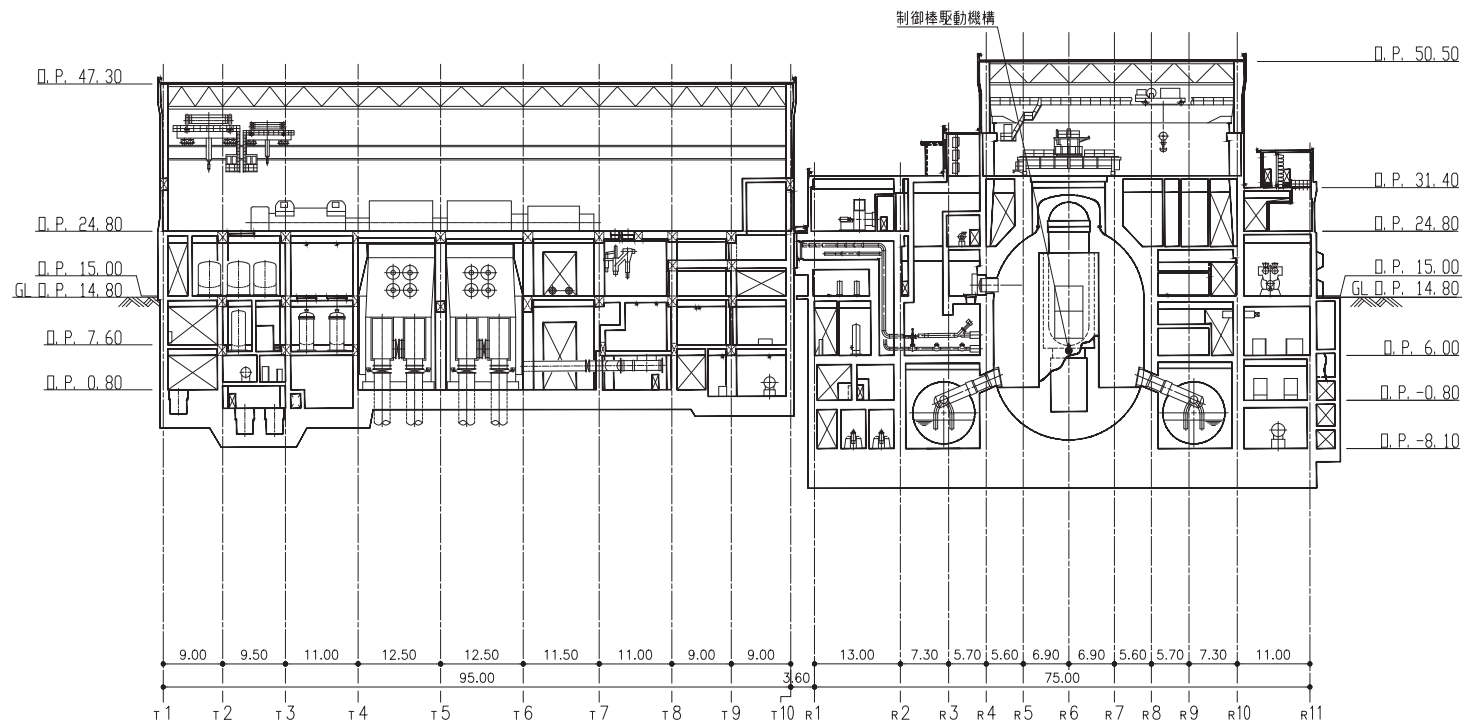 制御棒駆動機構
O.P. 47.30
O.P. 24.80
O.P. 15.00
GL O.P. 14.80
O.P. 7.60
O.P. 0.80
O.P. 50.50
O.P. 31.40
O.P. 24.80
O.P. 15.00
GL O.P. 14.80
O.P. 6.00
O.P. -0.80
O.P. -8.10
9.00 9.50 11.00 12.50 12.50 11.50 11.00 9.00 9.00 13.00 7.30 5.70 5.60 6.90 6.90 5.60 5.70 7.30 11.00
95.00 3.60 75.00
T1 T2 T3 T4 T5 T6 T7 T8 T9 T10 R1 R2 R3 R4 R5 R6 R7 R8 R9 R10 R11